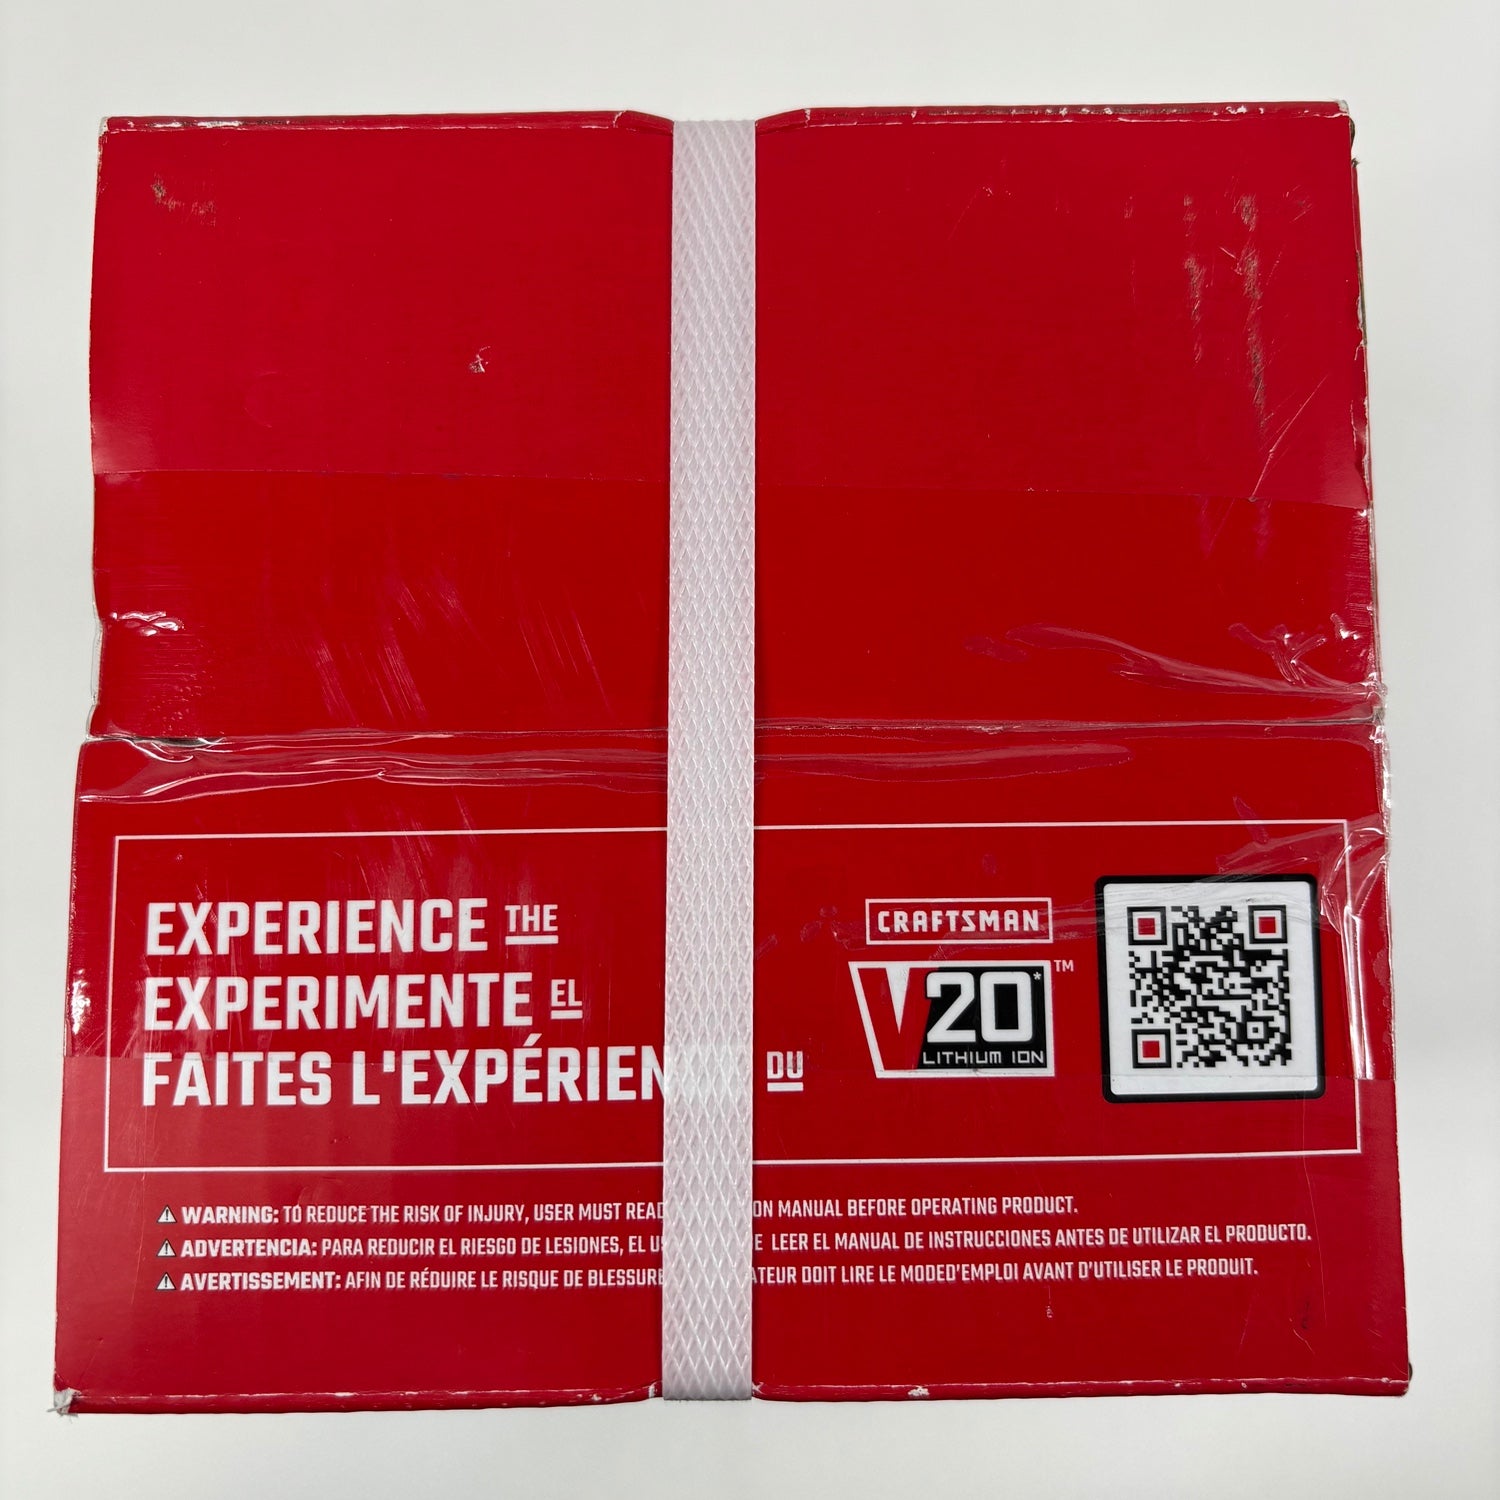 EXPERIENCE THE
EXPERIMENTE EL
FAITES L'EXPÉRIEN DU
CRAFTSMAN
V20* ™
LITHIUM ION
⚠ WARNING: TO REDUCE THE RISK OF INJURY, USER MUST READ ON MANUAL BEFORE OPERATING PRODUCT.
⚠ ADVERTENCIA: PARA REDUCIR EL RIESGO DE LESIONES, EL LEER EL MANUAL DE INSTRUCCIONES ANTES DE UTILIZAR EL PRODUCTO.
⚠ AVERTISSEMENT: AFIN DE RÉDUIRE LE RISQUE DE BLESSURE ATEUR DOIT LIRE LE MODED'EMPLOI AVANT D'UTILISER LE PRODUIT.